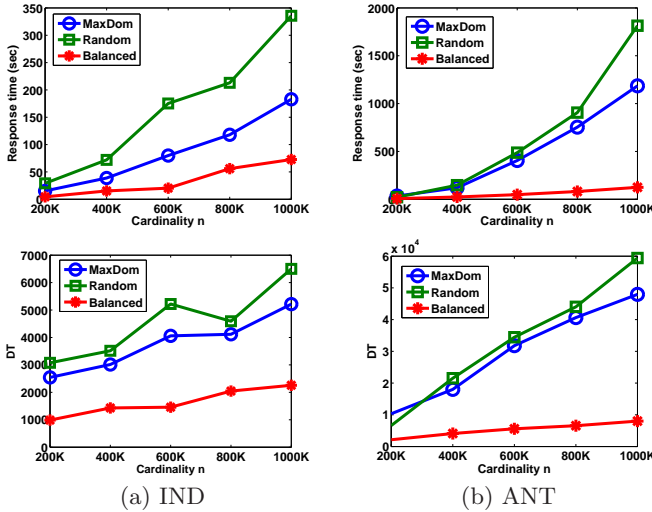 350
300
250
200
150
100
50
0
Response time (sec)
MaxDom
Random
Balanced
200K 400K 600K 800K 1000K
Cardinality n
2000
1500
1000
500
0
Response time (sec)
MaxDom
Random
Balanced
200K 400K 600K 800K 1000K
Cardinality n
7000
6000
5000
4000
3000
2000
1000
0
DT
MaxDom
Random
Balanced
200K 400K 600K 800K 1000K
Cardinality n
x 10^4
6
5
4
3
2
1
0
DT
MaxDom
Random
Balanced
200K 400K 600K 800K 1000K
Cardinality n
(a) IND
(b) ANT